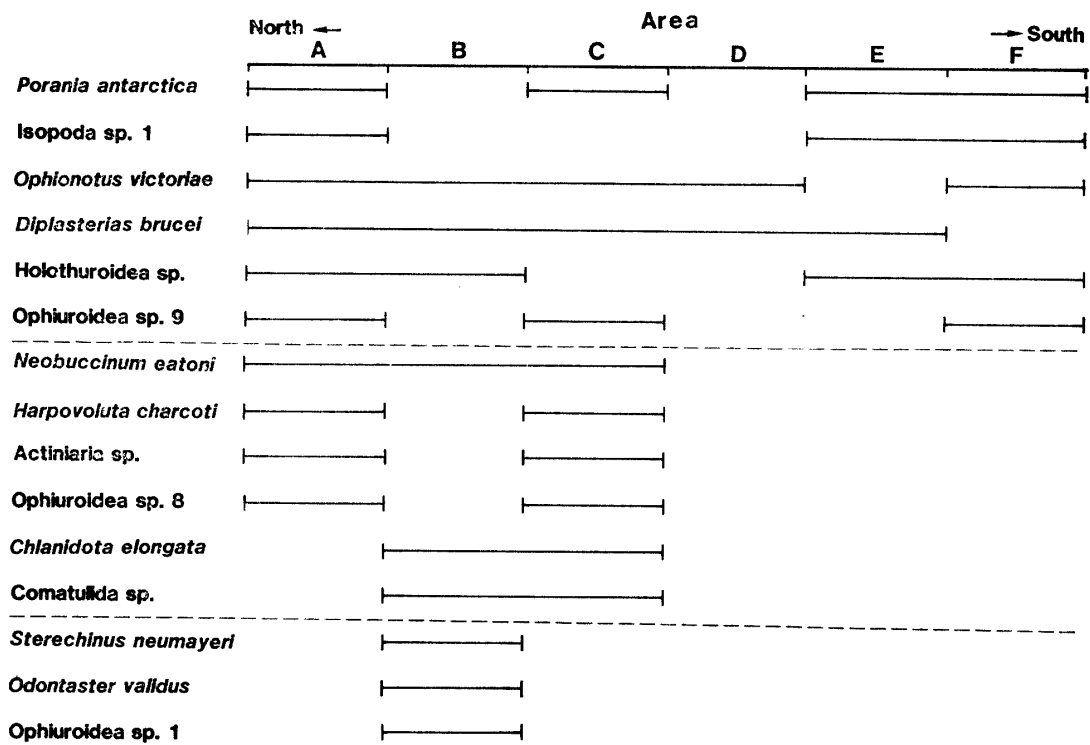 Area
North ← → South
A B C D E F
Porania antarctica
Isopoda sp. 1
Ophionotus victoriae
Diplasterias brucei
Holothuroidea sp.
Ophiuroidea sp. 9
Neobuccinum eatoni
Harpovoluta charcoti
Actiniaria sp.
Ophiuroidea sp. 8
Chlanidota elongata
Comatulida sp.
Sterechinus neumayeri
Odontaster validus
Ophiuroidea sp. 1